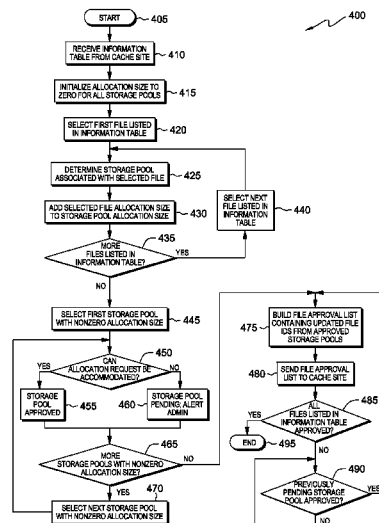 400
START
405
RECEIVE INFORMATION
TABLE FROM CACHE SITE
410
INITIALIZE ALLOCATION SIZE TO
ZERO FOR ALL STORAGE POOLS
415
SELECT FIRST FILE LISTED
IN INFORMATION TABLE
420
DETERMINE STORAGE POOL
ASSOCIATED WITH SELECTED FILE
425
ADD SELECTED FILE ALLOCATION SIZE
TO STORAGE POOL ALLOCATION SIZE
430
SELECT NEXT
FILE LISTED IN
INFORMATION
TABLE
440
MORE
FILES LISTED IN
INFORMATION TABLE?
435
YES
NO
SELECT FIRST STORAGE POOL
WITH NONZERO ALLOCATION SIZE
445
CAN
ALLOCATION REQUEST BE
ACCOMMODATED?
450
YES
NO
STORAGE
POOL
APPROVED
455
STORAGE POOL
PENDING; ALERT
ADMIN
460
MORE
STORAGE POOLS WITH NONZERO
ALLOCATION SIZE?
465
NO
YES
SELECT NEXT STORAGE POOL
WITH NONZERO ALLOCATION SIZE
470
BUILD FILE APPROVAL LIST
CONTAINING UPDATED FILE
IDS FROM APPROVED
STORAGE POOLS
475
SEND FILE APPROVAL
LIST TO CACHE SITE
480
ALL
FILES LISTED IN
INFORMATION TABLE
APPROVED?
485
YES
END
495
NO
PREVIOUSLY
PENDING STORAGE
POOL APPROVED?
490
YES
NO